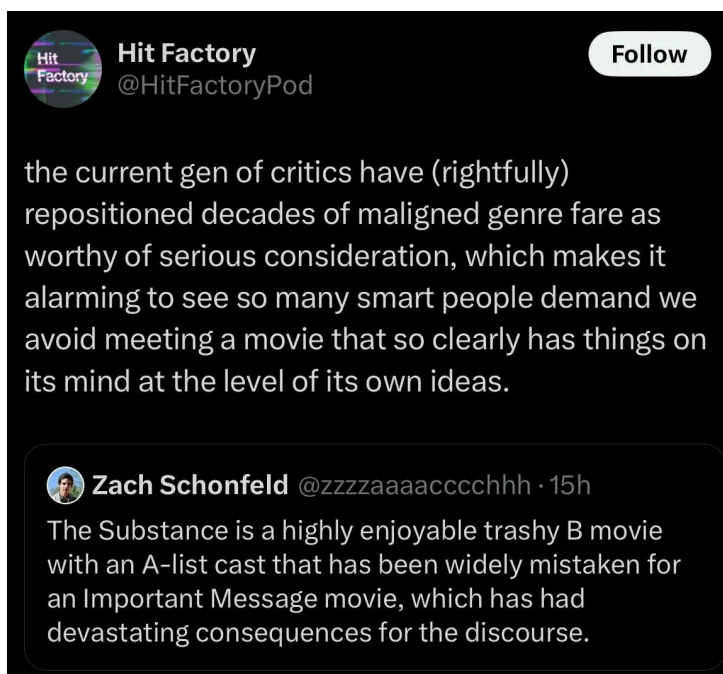 Hit
Factory
Hit Factory
@HitFactoryPod
Follow
the current gen of critics have (rightfully)
repositioned decades of maligned genre fare as
worthy of serious consideration, which makes it
alarming to see so many smart people demand we
avoid meeting a movie that so clearly has things on
its mind at the level of its own ideas.
Zach Schonfeld @zzzzaaaacccchhh · 15h
The Substance is a highly enjoyable trashy B movie
with an A-list cast that has been widely mistaken for
an Important Message movie, which has had
devastating consequences for the discourse.